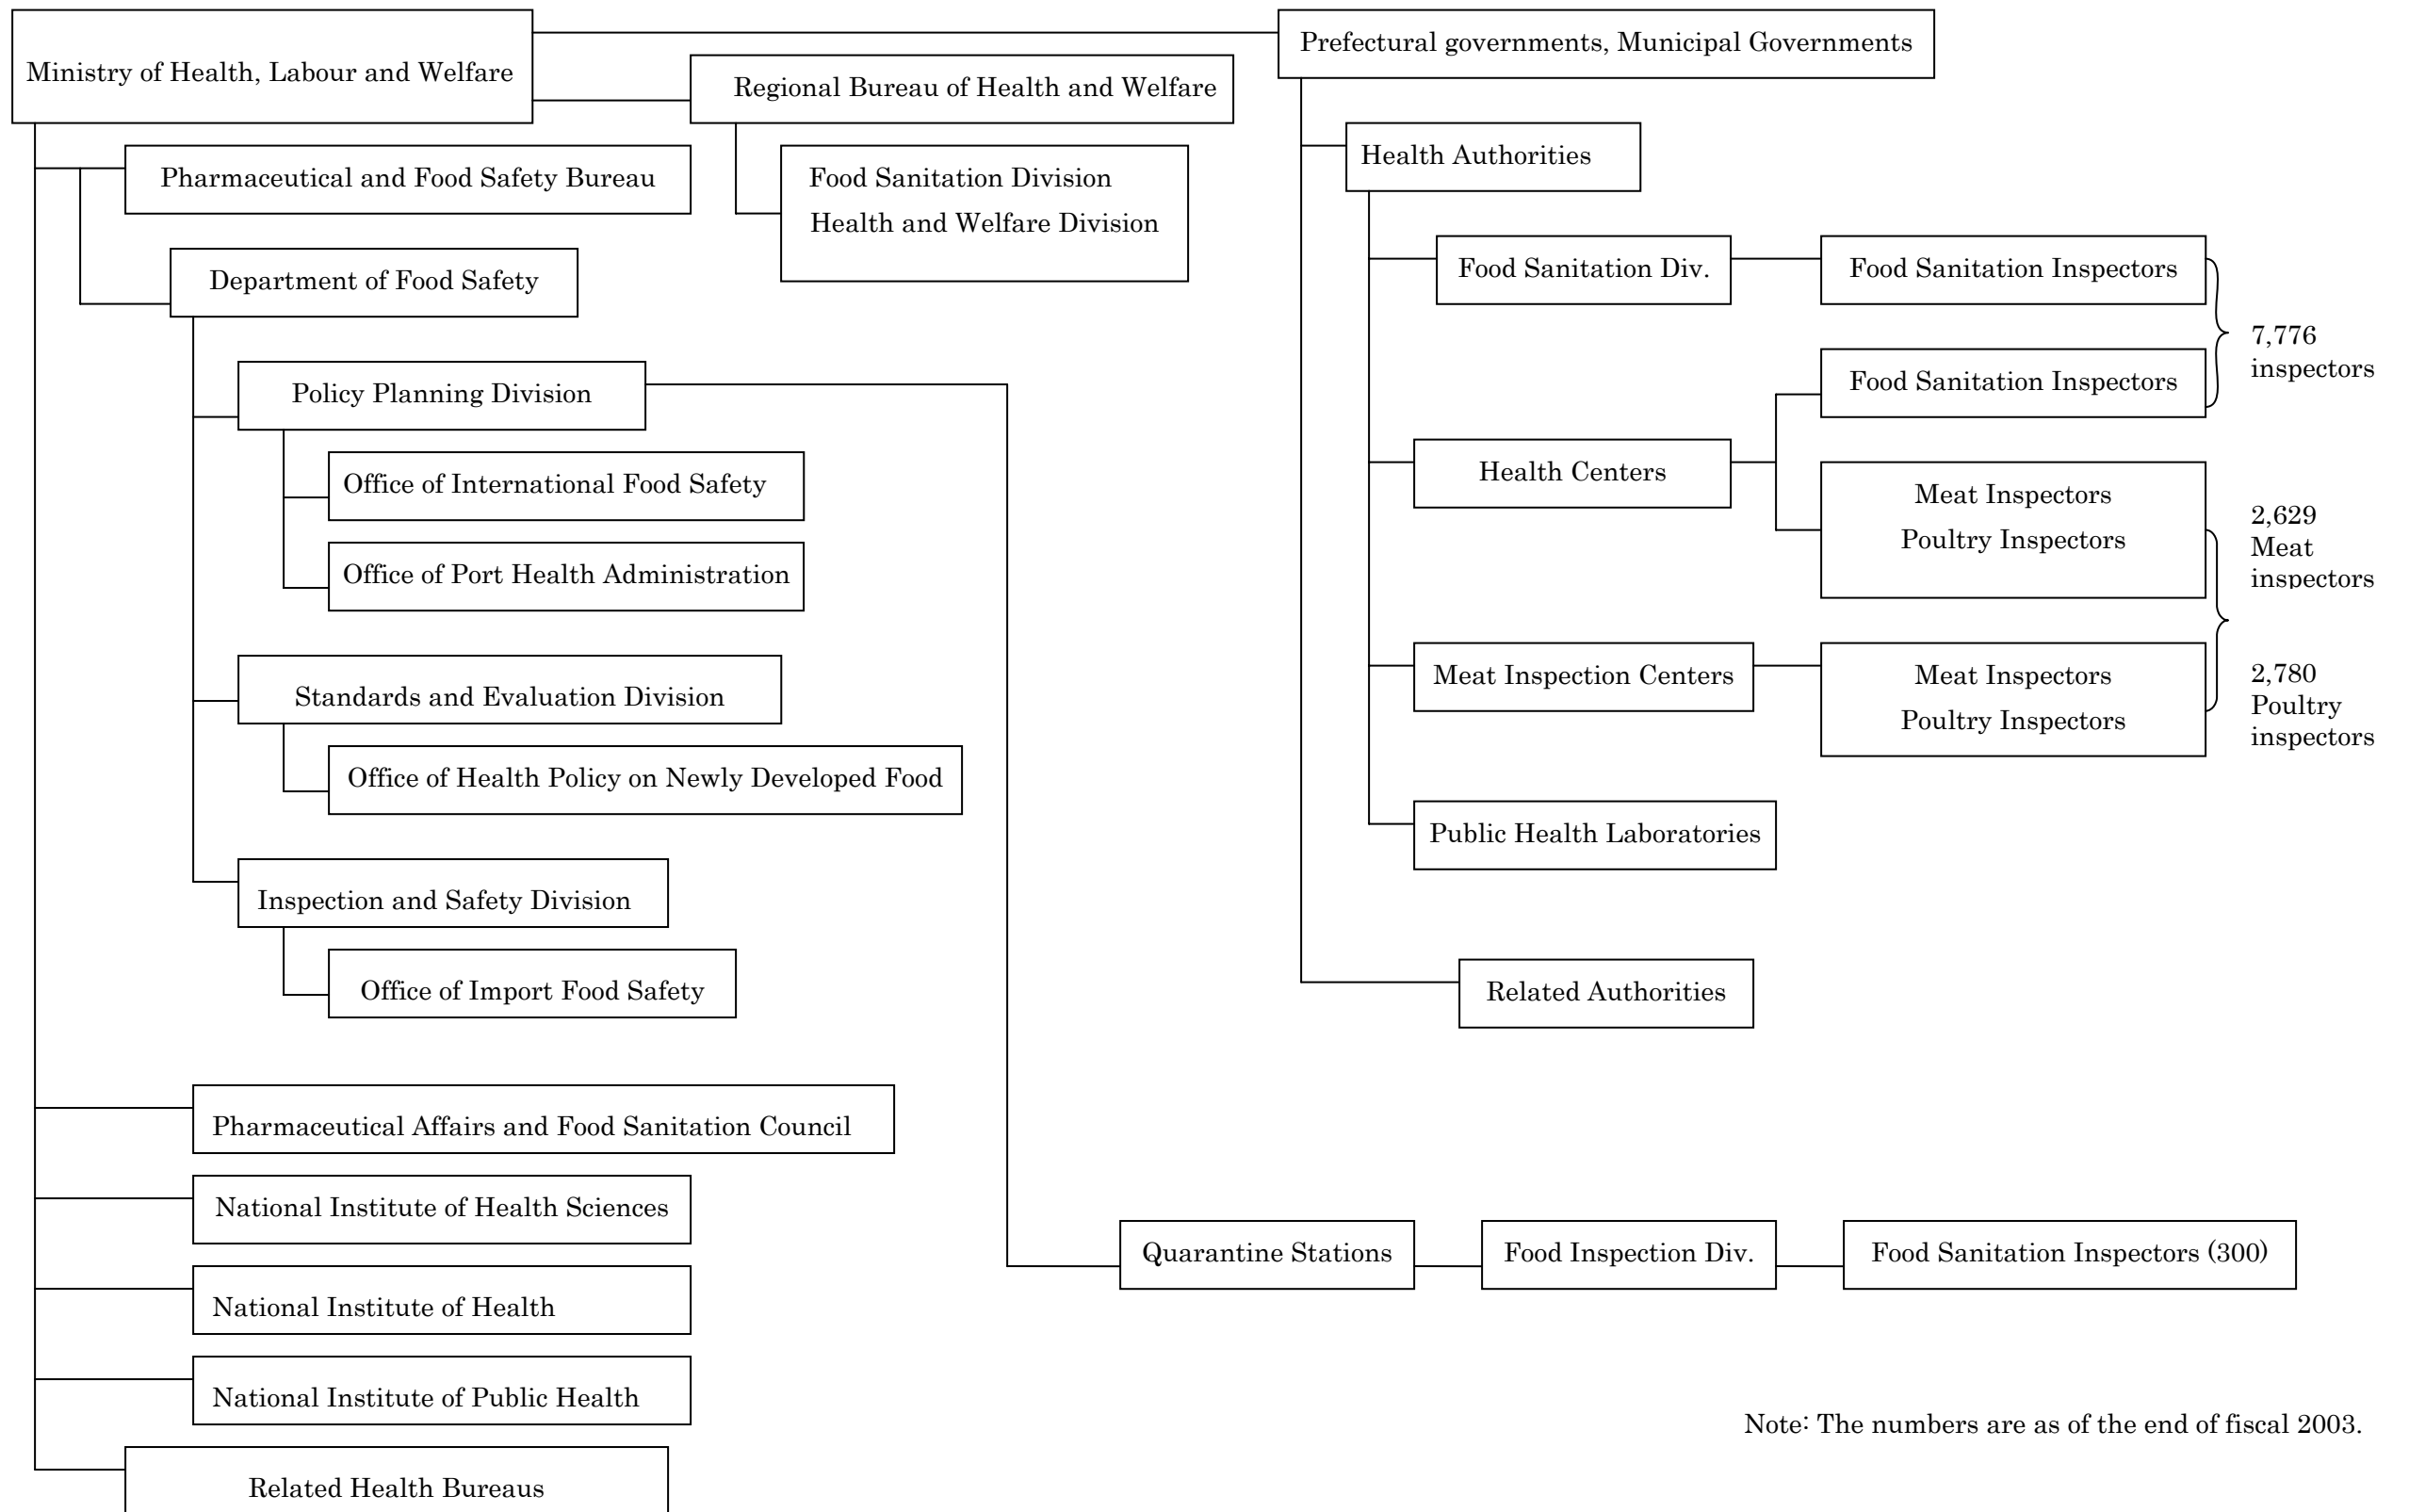 Ministry of Health, Labour and Welfare
Prefectural governments, Municipal Governments
Regional Bureau of Health and Welfare
Pharmaceutical and Food Safety Bureau
Food Sanitation Division
Health and Welfare Division
Department of Food Safety
Policy Planning Division
Office of International Food Safety
Office of Port Health Administration
Standards and Evaluation Division
Office of Health Policy on Newly Developed Food
Inspection and Safety Division
Office of Import Food Safety
Pharmaceutical Affairs and Food Sanitation Council
National Institute of Health Sciences
National Institute of Health
National Institute of Public Health
Related Health Bureaus
Health Authorities
Food Sanitation Div.
Food Sanitation Inspectors
Food Sanitation Inspectors
7,776
inspectors
Health Centers
Meat Inspectors
Poultry Inspectors
2,629
Meat
inspectors
Meat Inspection Centers
Meat Inspectors
Poultry Inspectors
2,780
Poultry
inspectors
Public Health Laboratories
Related Authorities
Quarantine Stations
Food Inspection Div.
Food Sanitation Inspectors (300)
Note: The numbers are as of the end of fiscal 2003.